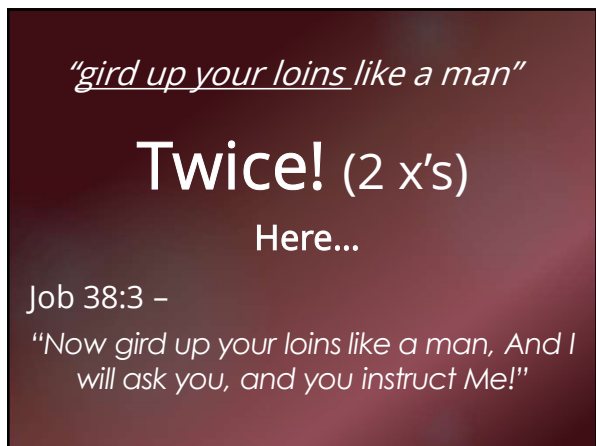 “gird up your loins like a man”
Twice! (2 x’s)
Here…
Job 38:3 –
“Now gird up your loins like a man, And I
will ask you, and you instruct Me!”